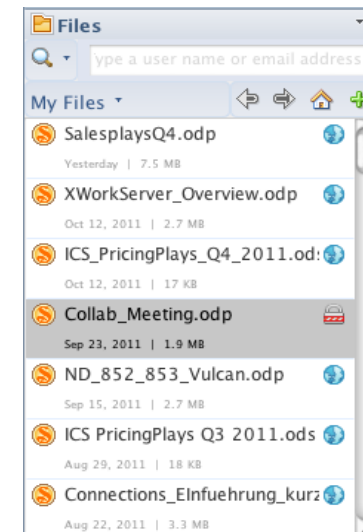 Files
ype a user name or email address
My Files
SalesplaysQ4.odp
Yesterday | 7.5 MB
XWorkServer_Overview.odp
Oct 12, 2011 | 2.7 MB
ICS_PricingPlays_Q4_2011.ods
Oct 12, 2011 | 17 KB
Collab_Meeting.odp
Sep 23, 2011 | 1.9 MB
ND_852_853_Vulcan.odp
Sep 15, 2011 | 2.7 MB
ICS PricingPlays Q3 2011.ods
Aug 29, 2011 | 18 KB
Connections_EInfuehrung_kurz
Aug 22, 2011 | 3.3 MB